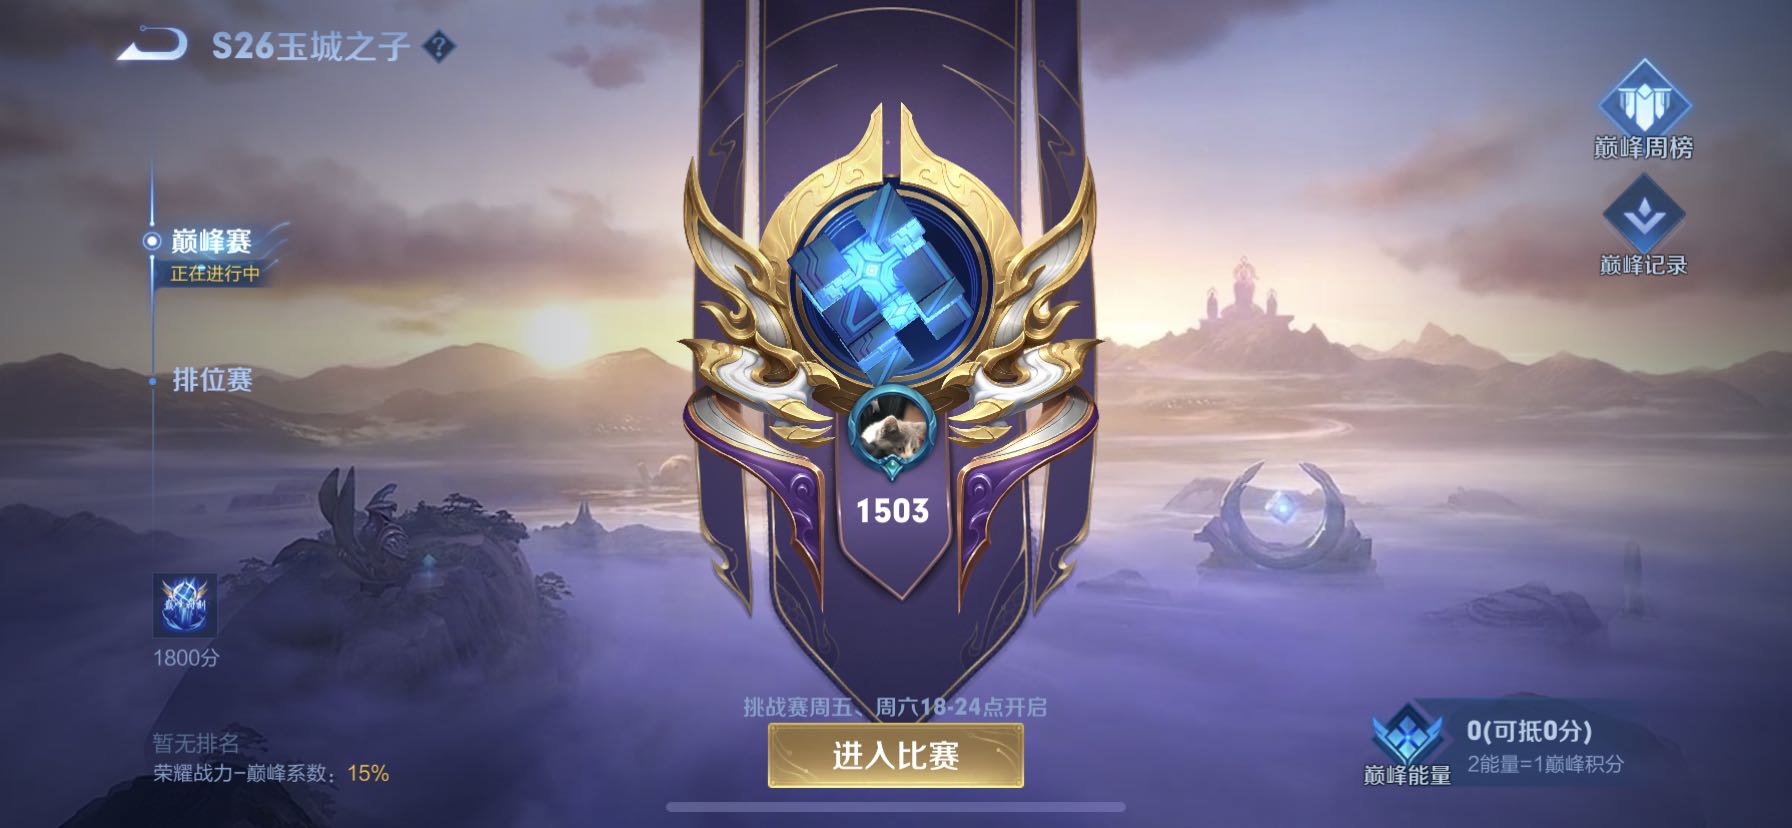 S26玉城之子
?
巅峰周榜
巅峰赛
正在进行中
巅峰记录
排位赛
1503
1800分
挑战赛周五、周六18-24点开启
进入比赛
暂无排名
荣耀战力-巅峰系数：15%
0(可抵0分)
2能量=1巅峰积分
巅峰能量